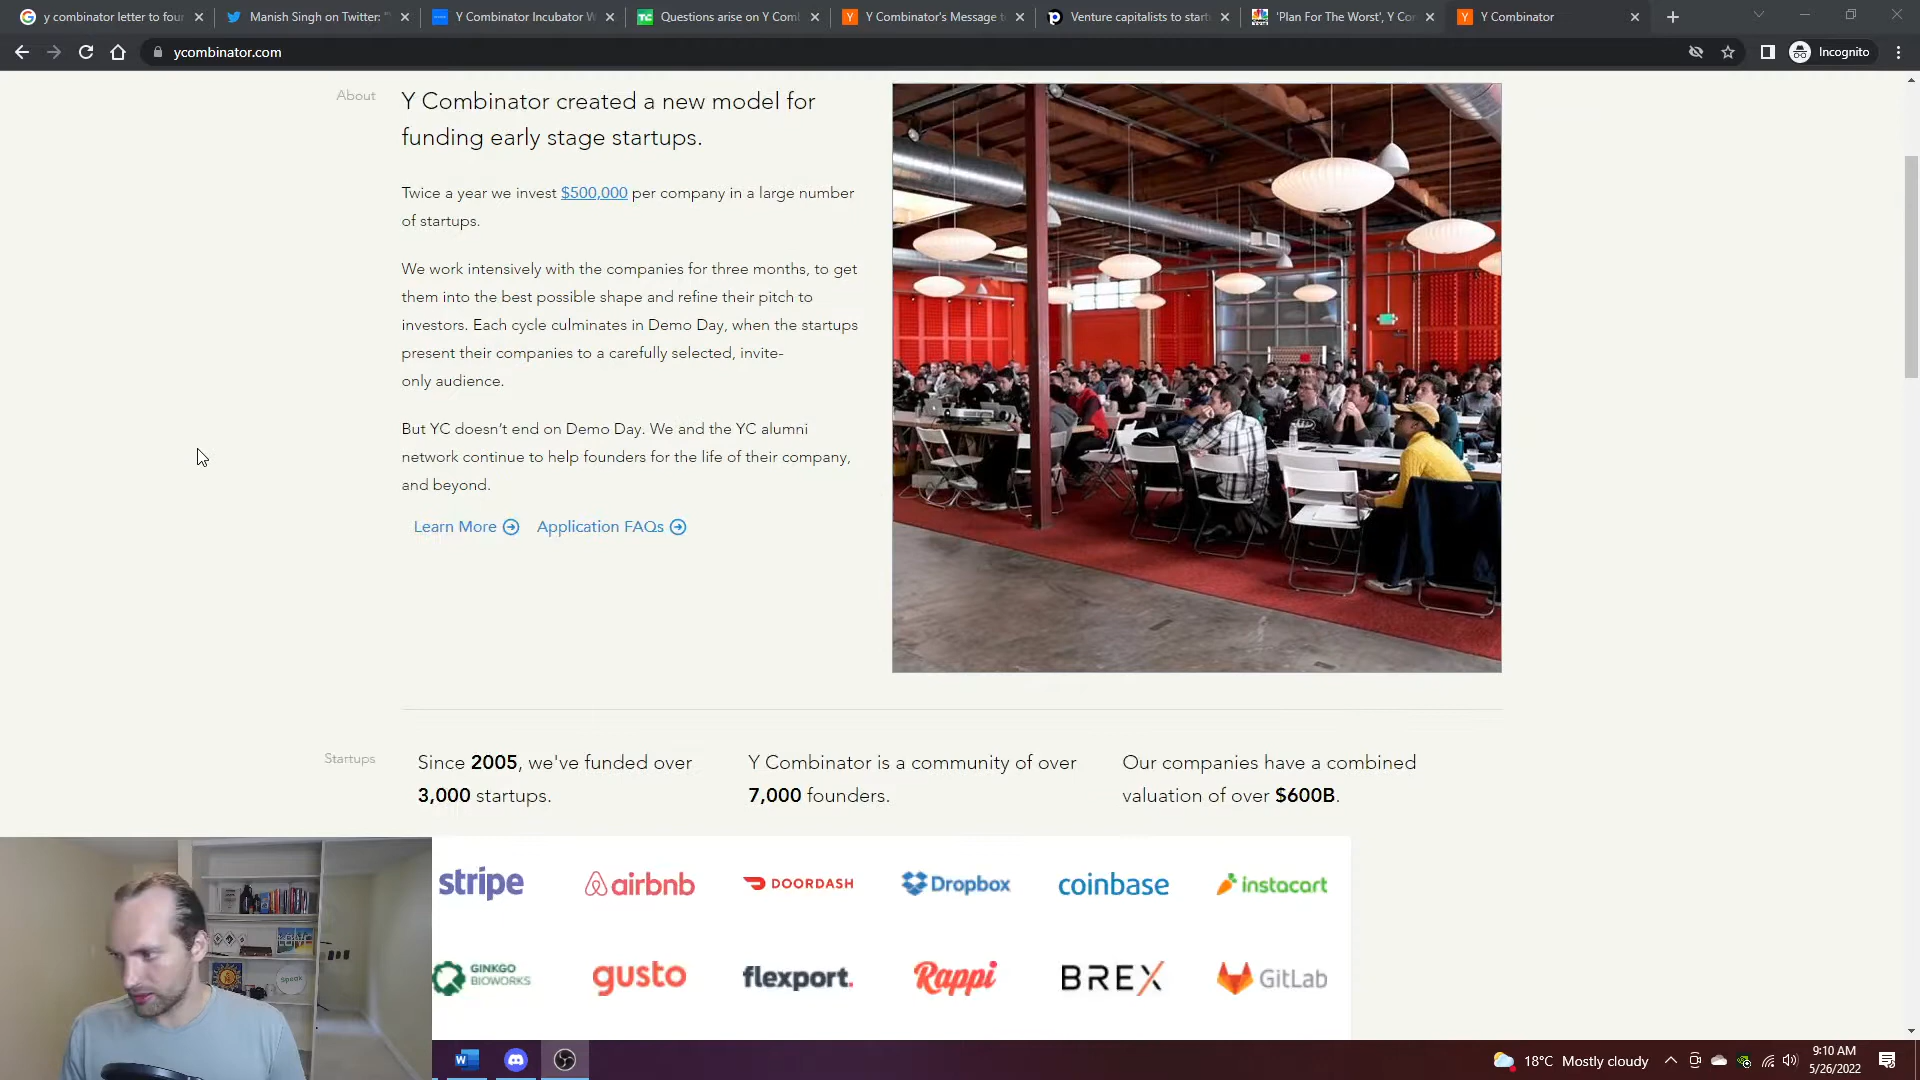 y combinator letter to four
Manish Singh on Twitter: "
Y Combinator Incubator W
Questions arise on Y Coml
Y Combinator's Message t
Venture capitalists to start
'Plan For The Worst', Y Cor
Y Combinator
ycombinator.com
Incognito
About
Y Combinator created a new model for
funding early stage startups.
Twice a year we invest $500,000 per company in a large number
of startups.
We work intensively with the companies for three months, to get
them into the best possible shape and refine their pitch to
investors. Each cycle culminates in Demo Day, when the startups
present their companies to a carefully selected, invite-
only audience.
But YC doesn't end on Demo Day. We and the YC alumni
network continue to help founders for the life of their company,
and beyond.
Learn More
Application FAQs
Startups
Since 2005, we've funded over
3,000 startups.
Y Combinator is a community of over
7,000 founders.
Our companies have a combined
valuation of over $600B.
stripe
airbnb
DOORDASH
Dropbox
coinbase
instacart
GINKGO
BIOWORKS
gusto
flexport.
Rappi
BREX
GitLab
Speak
18°C Mostly cloudy
9:10 AM
5/26/2022